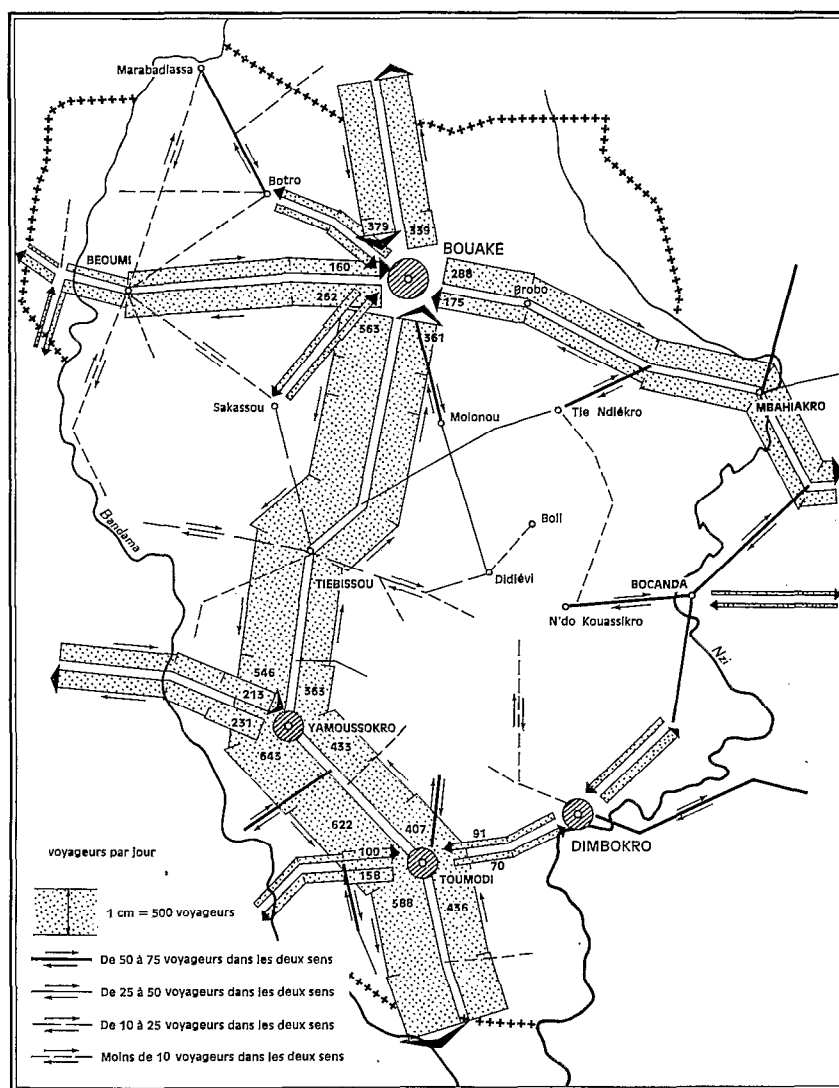 Marabadiassa
Botro
379
339
BOUAKE
BEOUMI
160
262
288
175
Brobo
563
361
Sakassou
Molonou
Tie Ndiékro
MBAHIAKRO
Bandama
Boli
TIEBISSOU
Didiévi
BOCANDA
N'do Kouassikro
Nzi
546
213
363
231
YAMOUSSOKRO
643
433
622
407
91
DIMBOKRO
voyageurs par jour
100
70
158
TOUMODI
588
436
1 cm = 500 voyageurs
De 50 à 75 voyageurs dans les deux sens
De 25 à 50 voyageurs dans les deux sens
De 10 à 25 voyageurs dans les deux sens
Moins de 10 voyageurs dans les deux sens